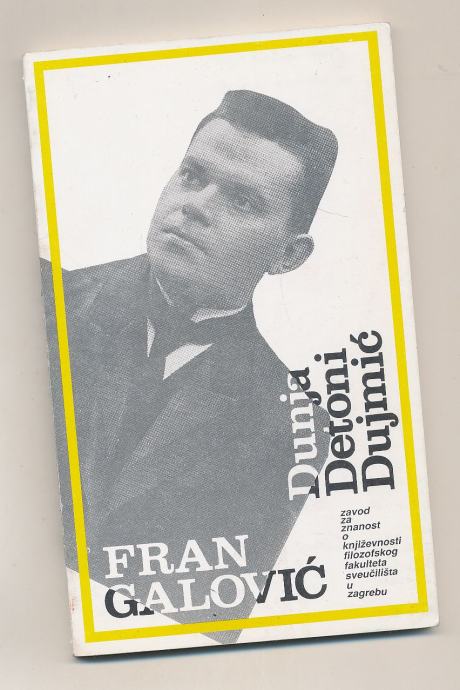 Dunja
Detoni
Dujmić
zavod
za
znanost
o
književnosti
filozofskog
fakulteta
sveučilišta
u
zagrebu
FRAN
GALOVIĆ